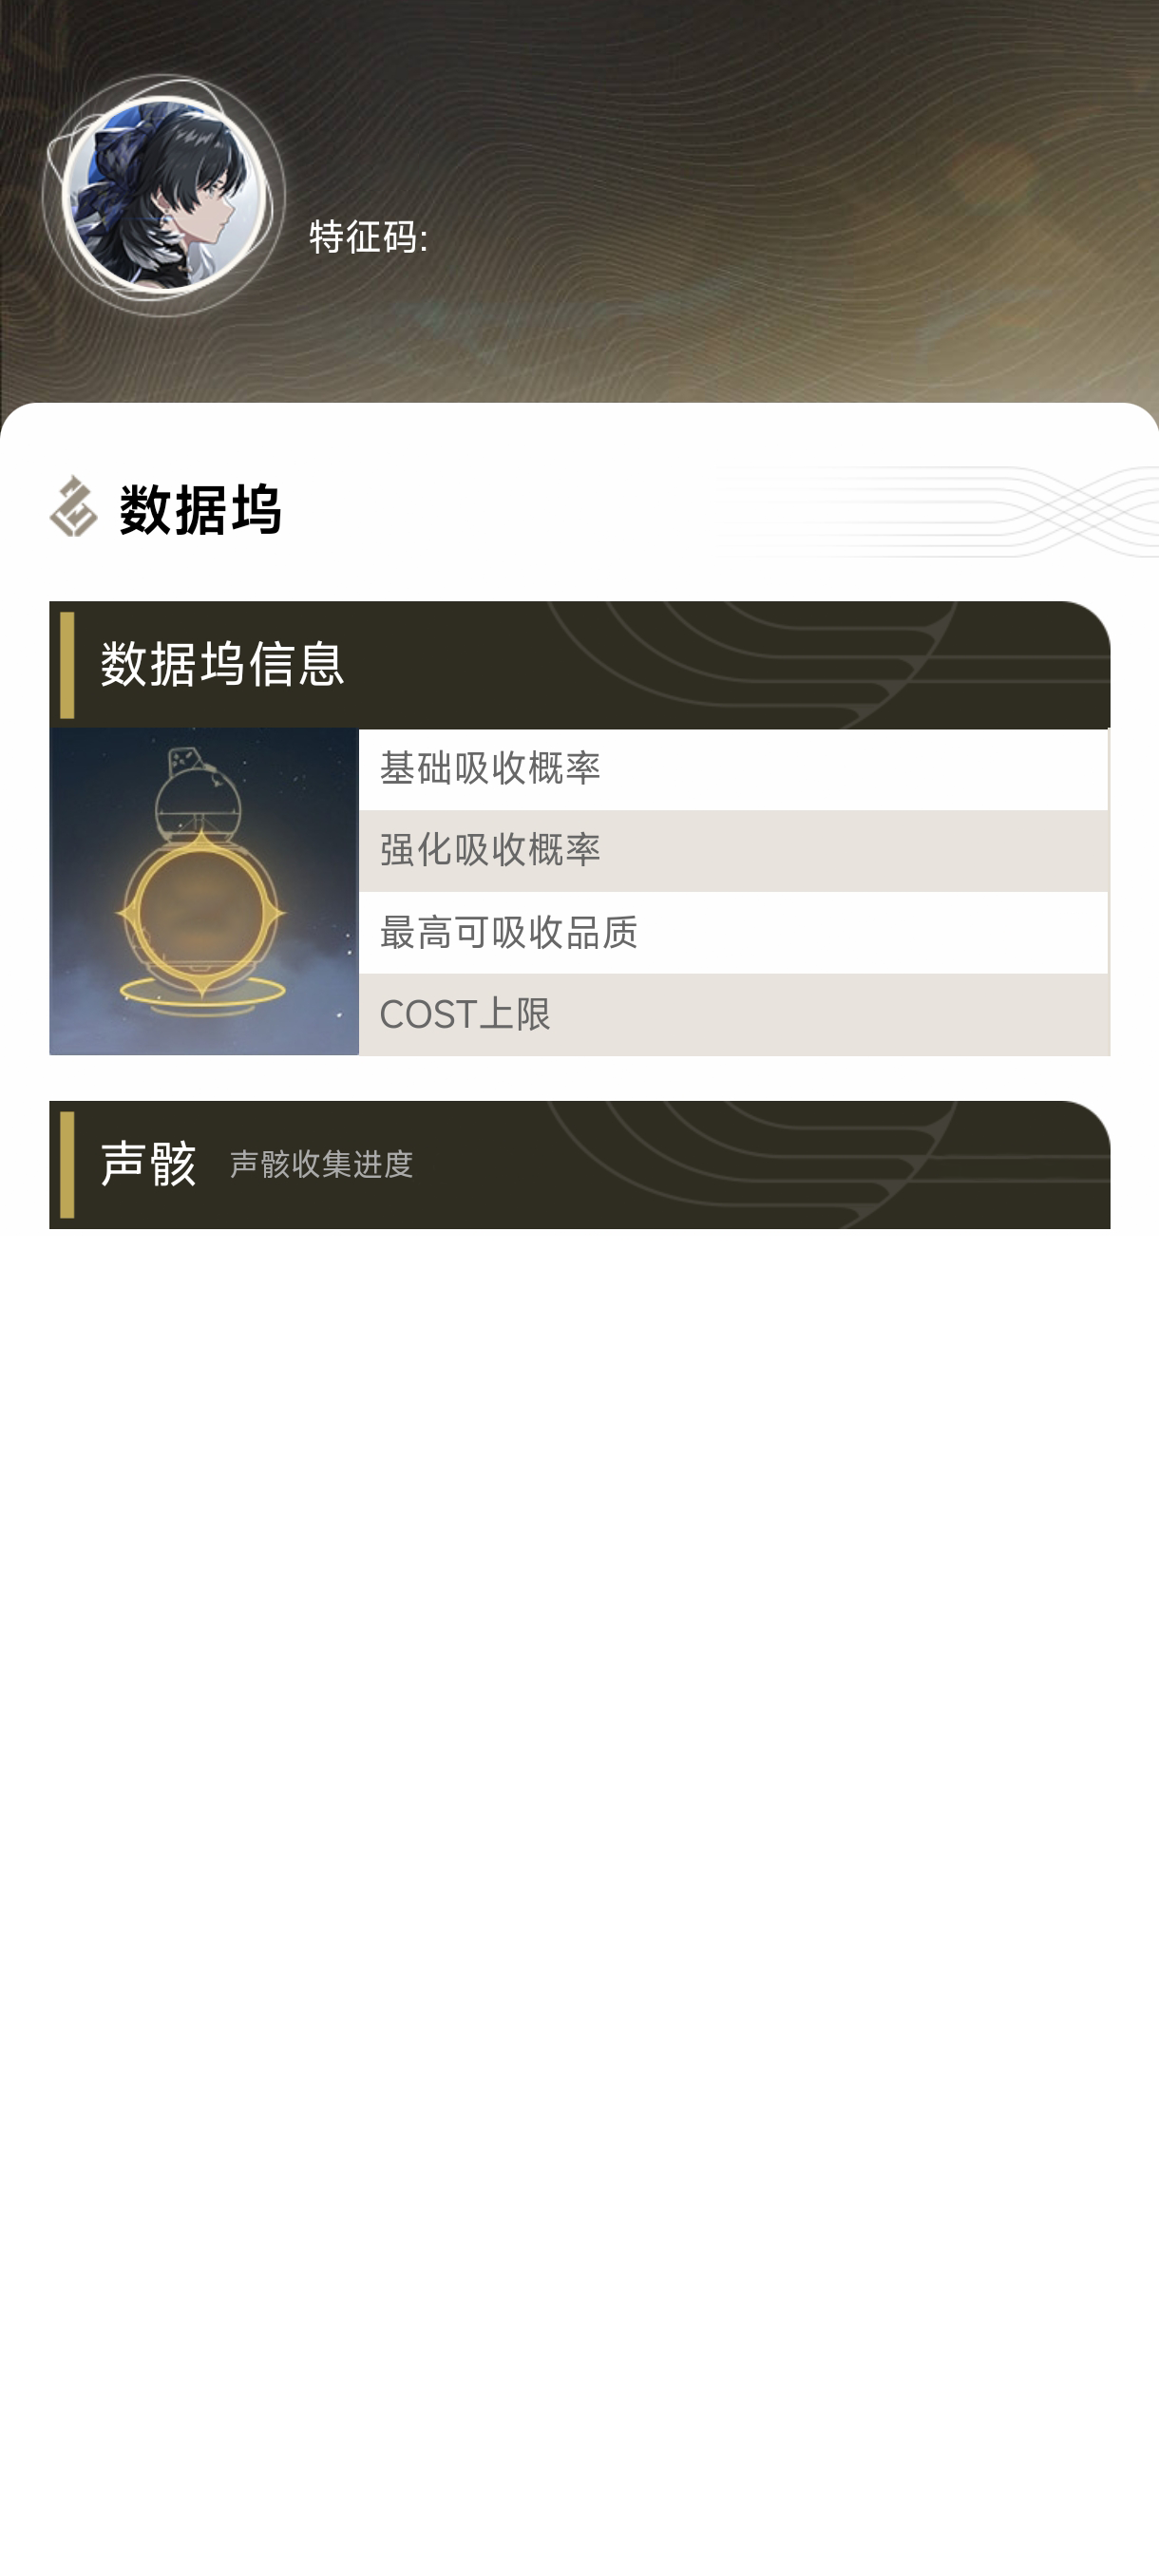 特征码:
数据坞
数据坞信息
基础吸收概率
强化吸收概率
最高可吸收品质
COST上限
声骸 声骸收集进度